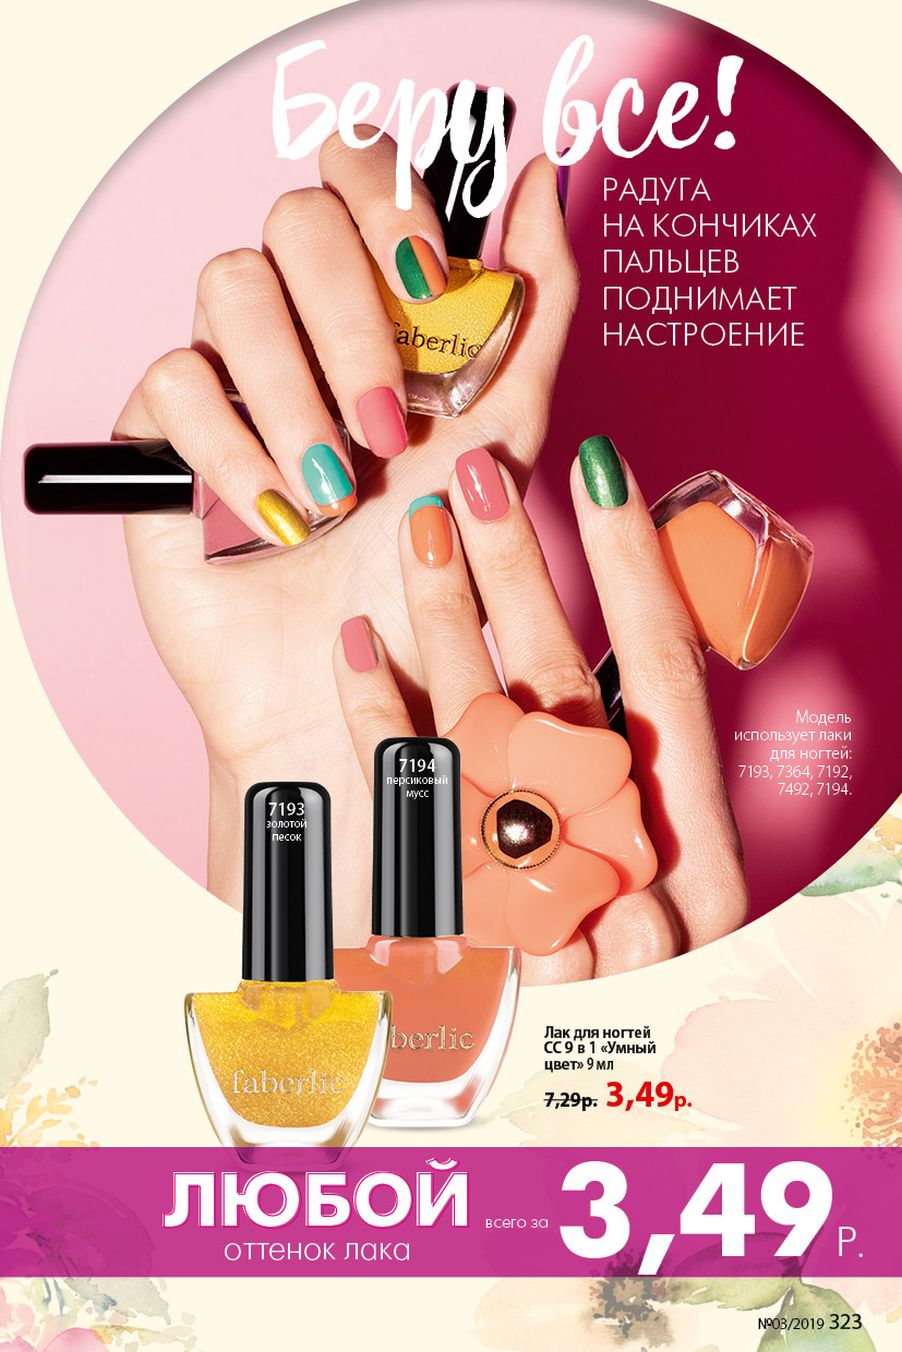 Беру все!
РАДУГА
НА КОНЧИКАХ
ПАЛЬЦЕВ
ПОДНИМАЕТ
НАСТРОЕНИЕ
faberlic
Модель
использует лаки
для ногтей:
7193, 7364, 7192,
7492, 7194.
7194
персиковый
мусс
7193
золотой
песок
berlic
faberlic
Лак для ногтей
CC 9 в 1 «Умный
цвет» 9 мл
7,29р. 3,49р.
ЛЮБОЙ
оттенок лака
всего за
3,49 Р.
№03/2019 323